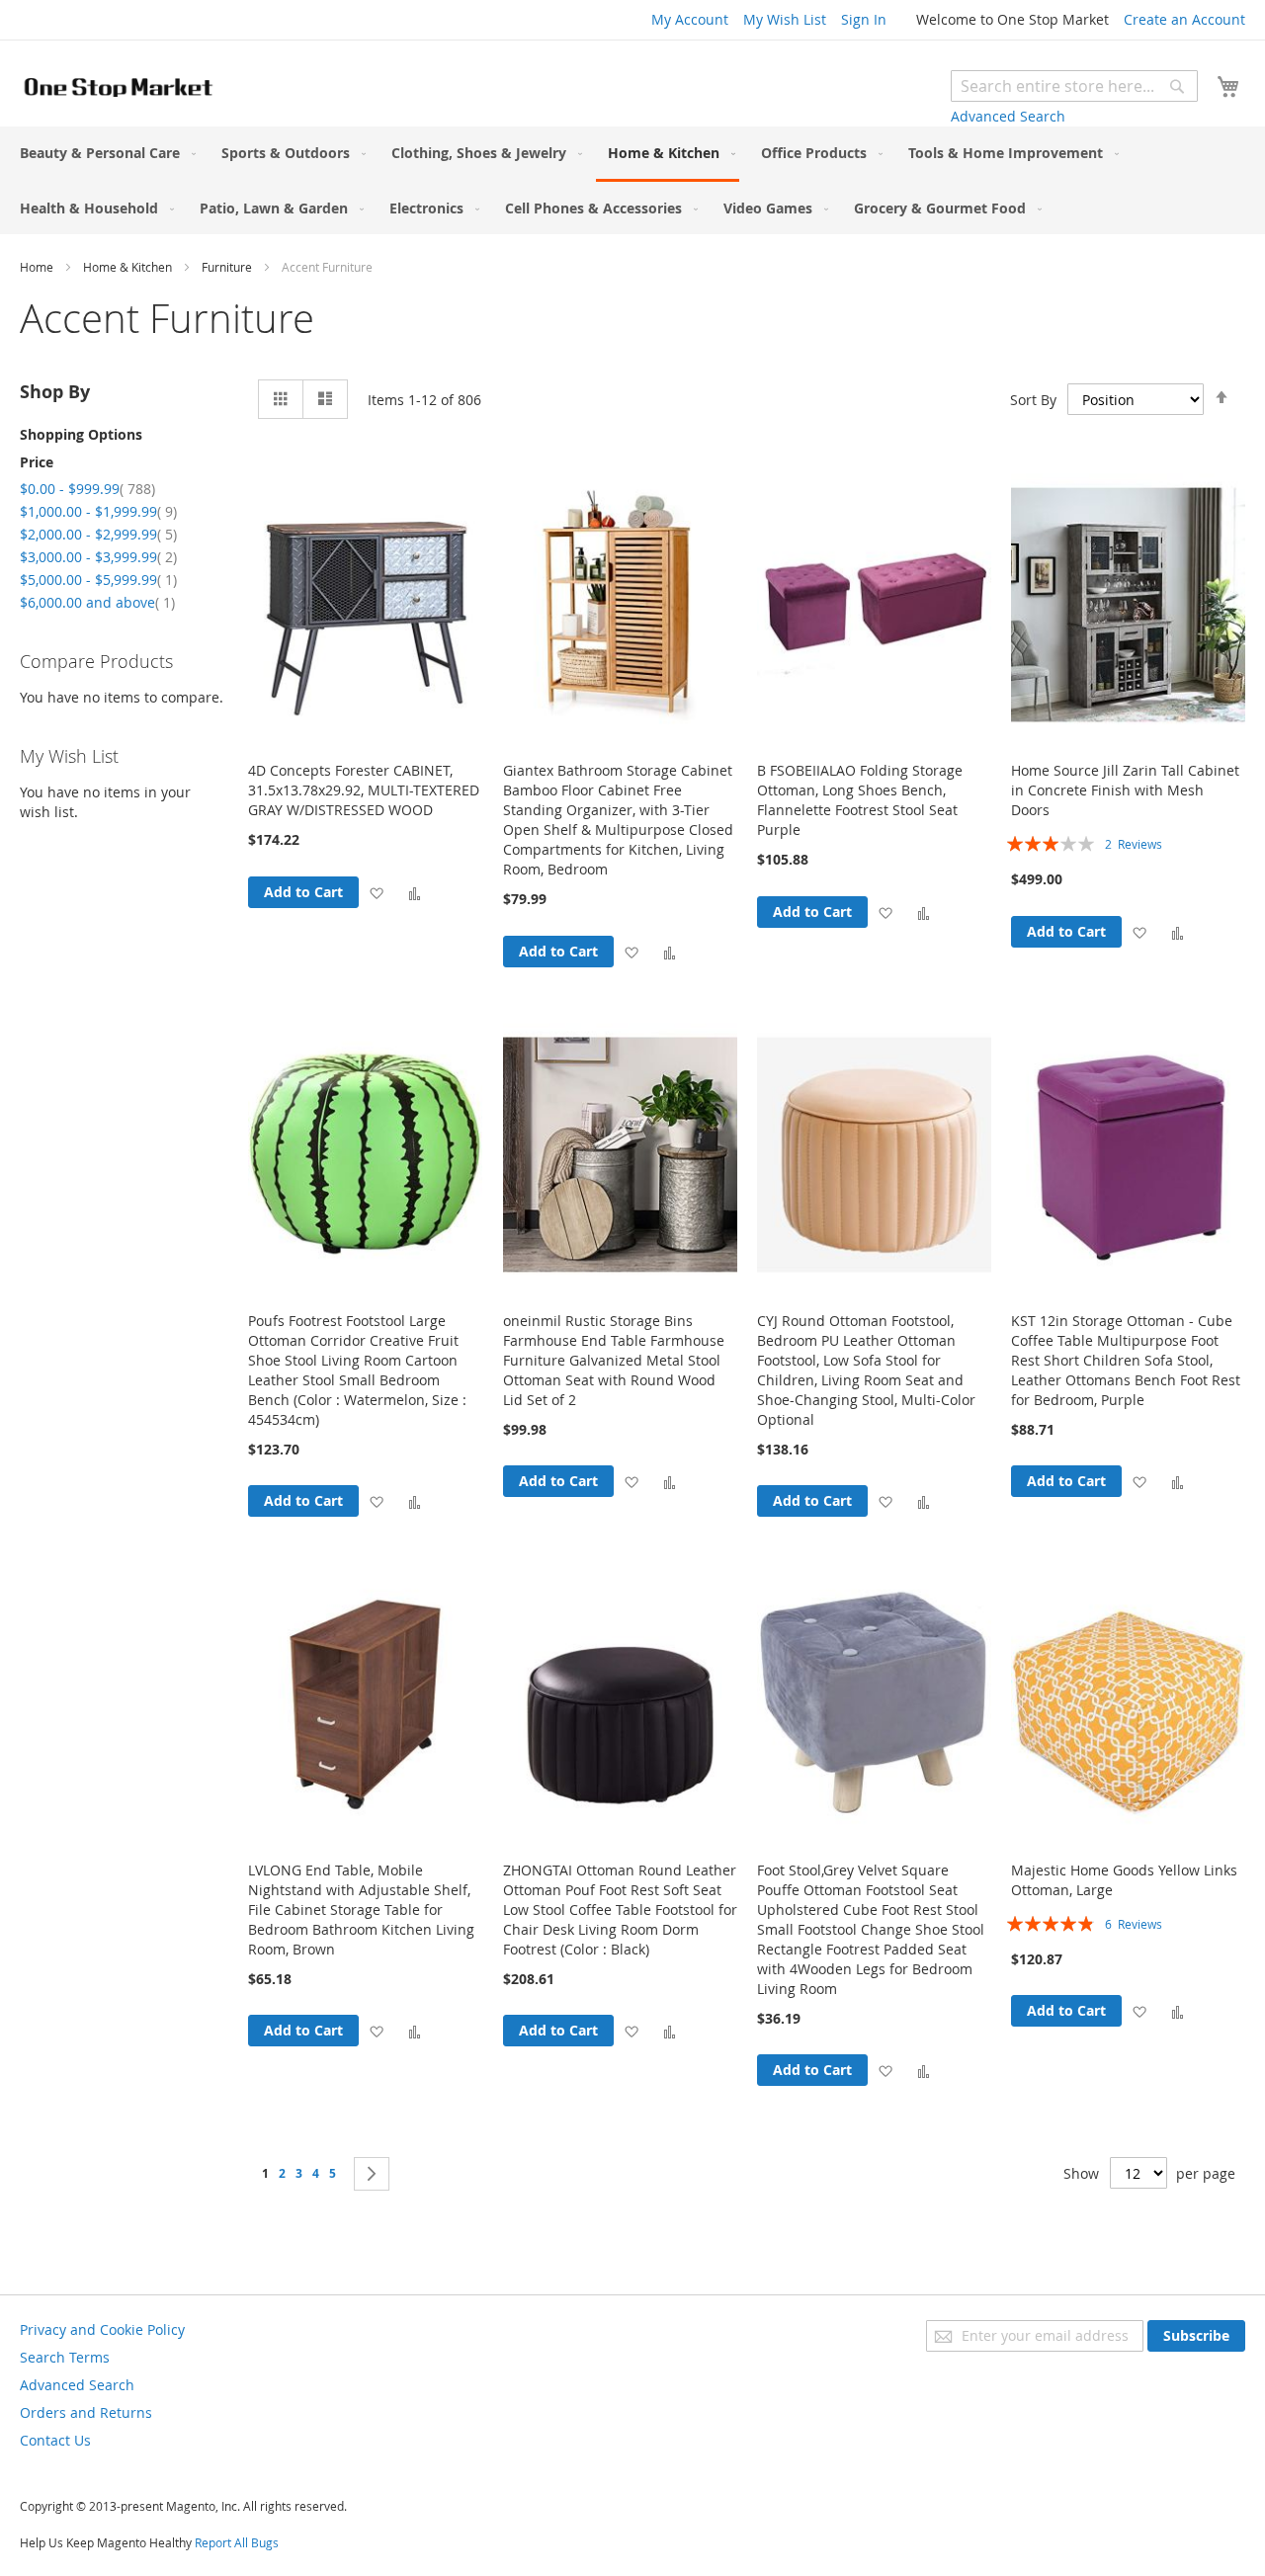 My Account My Wish List Sign In Welcome to One Stop Market Create an Account
One Stop Market
Search entire store here...
Advanced Search
Beauty & Personal Care Sports & Outdoors Clothing, Shoes & Jewelry Home & Kitchen Office Products Tools & Home Improvement
Health & Household Patio, Lawn & Garden Electronics Cell Phones & Accessories Video Games Grocery & Gourmet Food
Home Home & Kitchen Furniture Accent Furniture
Accent Furniture
Shop By
Shopping Options
Price
$0.00 - $999.99( 788)
$1,000.00 - $1,999.99( 9)
$2,000.00 - $2,999.99( 5)
$3,000.00 - $3,999.99( 2)
$5,000.00 - $5,999.99( 1)
$6,000.00 and above( 1)
Compare Products
You have no items to compare.
My Wish List
You have no items in your
wish list.
Items 1-12 of 806
Sort By Position
4D Concepts Forester CABINET,
31.5x13.78x29.92, MULTI-TEXTERED
GRAY W/DISTRESSED WOOD
$174.22
Add to Cart
Giantex Bathroom Storage Cabinet
Bamboo Floor Cabinet Free
Standing Organizer, with 3-Tier
Open Shelf & Multipurpose Closed
Compartments for Kitchen, Living
Room, Bedroom
$79.99
Add to Cart
B FSOBEIIALAO Folding Storage
Ottoman, Long Shoes Bench,
Flannelette Footrest Stool Seat
Purple
$105.88
Add to Cart
Home Source Jill Zarin Tall Cabinet
in Concrete Finish with Mesh
Doors
2 Reviews
$499.00
Add to Cart
Poufs Footrest Footstool Large
Ottoman Corridor Creative Fruit
Shoe Stool Living Room Cartoon
Leather Stool Small Bedroom
Bench (Color : Watermelon, Size :
454534cm)
$123.70
Add to Cart
oneinmil Rustic Storage Bins
Farmhouse End Table Farmhouse
Furniture Galvanized Metal Stool
Ottoman Seat with Round Wood
Lid Set of 2
$99.98
Add to Cart
CYJ Round Ottoman Footstool,
Bedroom PU Leather Ottoman
Footstool, Low Sofa Stool for
Children, Living Room Seat and
Shoe-Changing Stool, Multi-Color
Optional
$138.16
Add to Cart
KST 12in Storage Ottoman - Cube
Coffee Table Multipurpose Foot
Rest Short Children Sofa Stool,
Leather Ottomans Bench Foot Rest
for Bedroom, Purple
$88.71
Add to Cart
LVLONG End Table, Mobile
Nightstand with Adjustable Shelf,
File Cabinet Storage Table for
Bedroom Bathroom Kitchen Living
Room, Brown
$65.18
Add to Cart
ZHONGTAI Ottoman Round Leather
Ottoman Pouf Foot Rest Soft Seat
Low Stool Coffee Table Footstool for
Chair Desk Living Room Dorm
Footrest (Color : Black)
$208.61
Add to Cart
Foot Stool,Grey Velvet Square
Pouffe Ottoman Footstool Seat
Upholstered Cube Foot Rest Stool
Small Footstool Change Shoe Stool
Rectangle Footrest Padded Seat
with 4Wooden Legs for Bedroom
Living Room
$36.19
Add to Cart
Majestic Home Goods Yellow Links
Ottoman, Large
6 Reviews
$120.87
Add to Cart
1 2 3 4 5
Show 12 per page
Privacy and Cookie Policy
Search Terms
Advanced Search
Orders and Returns
Contact Us
Enter your email address
Subscribe
Copyright © 2013-present Magento, Inc. All rights reserved.
Help Us Keep Magento Healthy Report All Bugs